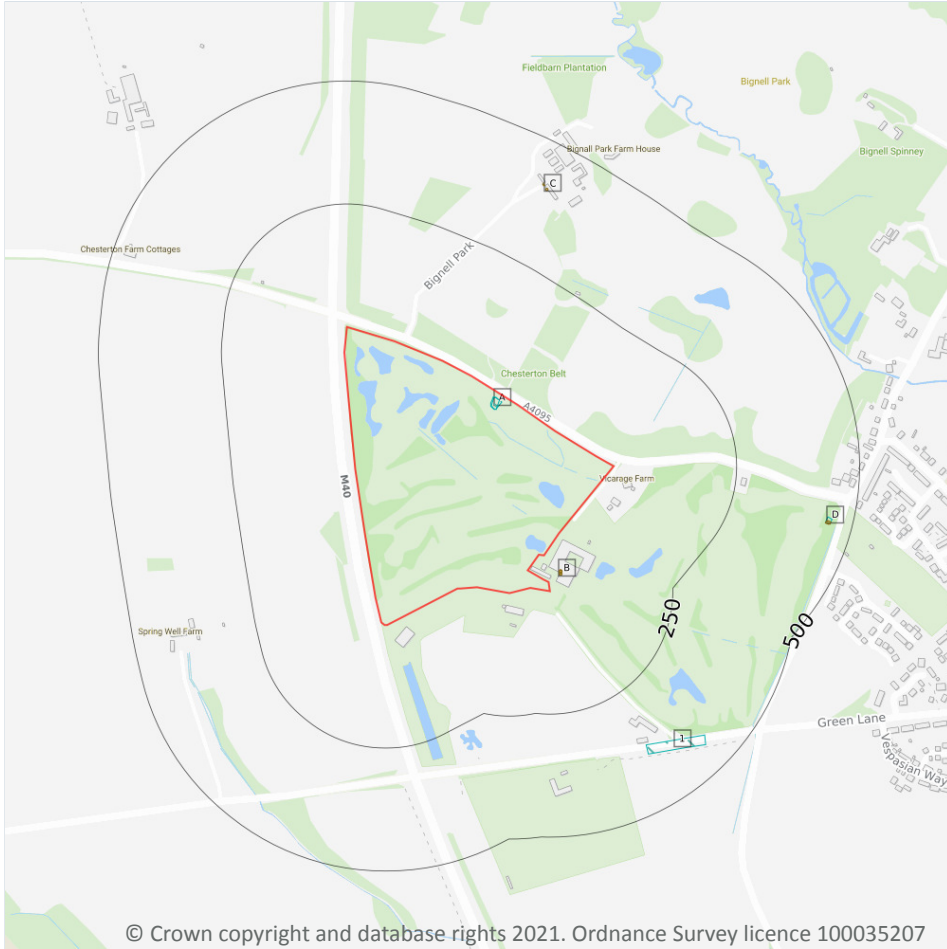 Fieldbarn Plantation
Bignell Park
Bignall Park Farm House
Bignell Spinney
C
Chesterton Farm Cottages
Bignell Park
Chesterton Belt
A
A4095
M40
Vicarage Farm
D
B
250
500
Spring Well Farm
1
Green Lane
Vespasian Way
© Crown copyright and database rights 2021. Ordnance Survey licence 100035207